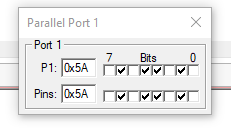 Parallel Port 1
Port 1
7 Bits 0
P1: 0x5A
Pins: 0x5A